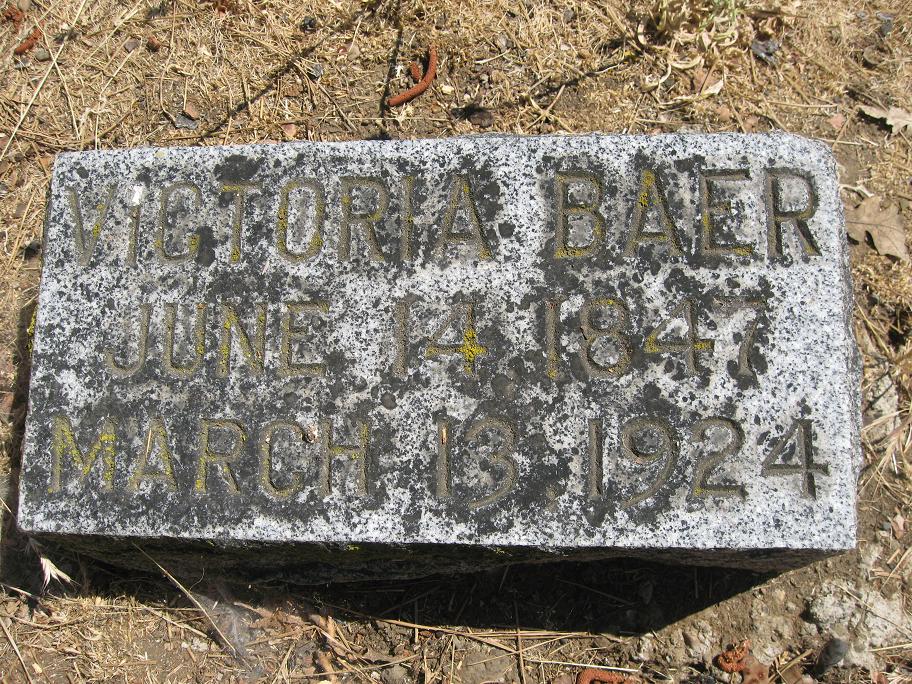 VICTORIA BAER
JUNE 14, 1847
MARCH 13, 1924